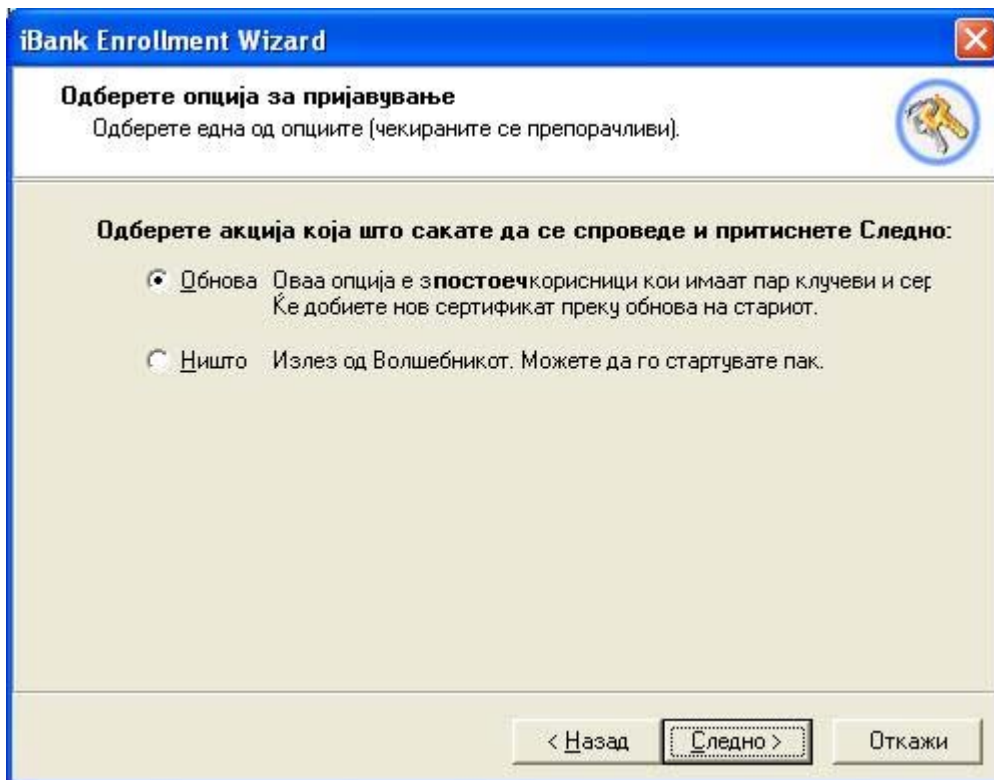 iBank Enrollment Wizard
Одберете опција за пријавување
Одберете една од опциите (чекираните се препорачливи).
Одберете акција која што сакате да се спроведе и притиснете Следно:
Обнова Оваа опција е з постоеч корисници кои имаат пар клучеви и сер
Ќе добиете нов сертификат преку обнова на стариот.
Ништо Излез од Волшебникот. Можете да го стартувате пак.
< Назад Следно > Откажи